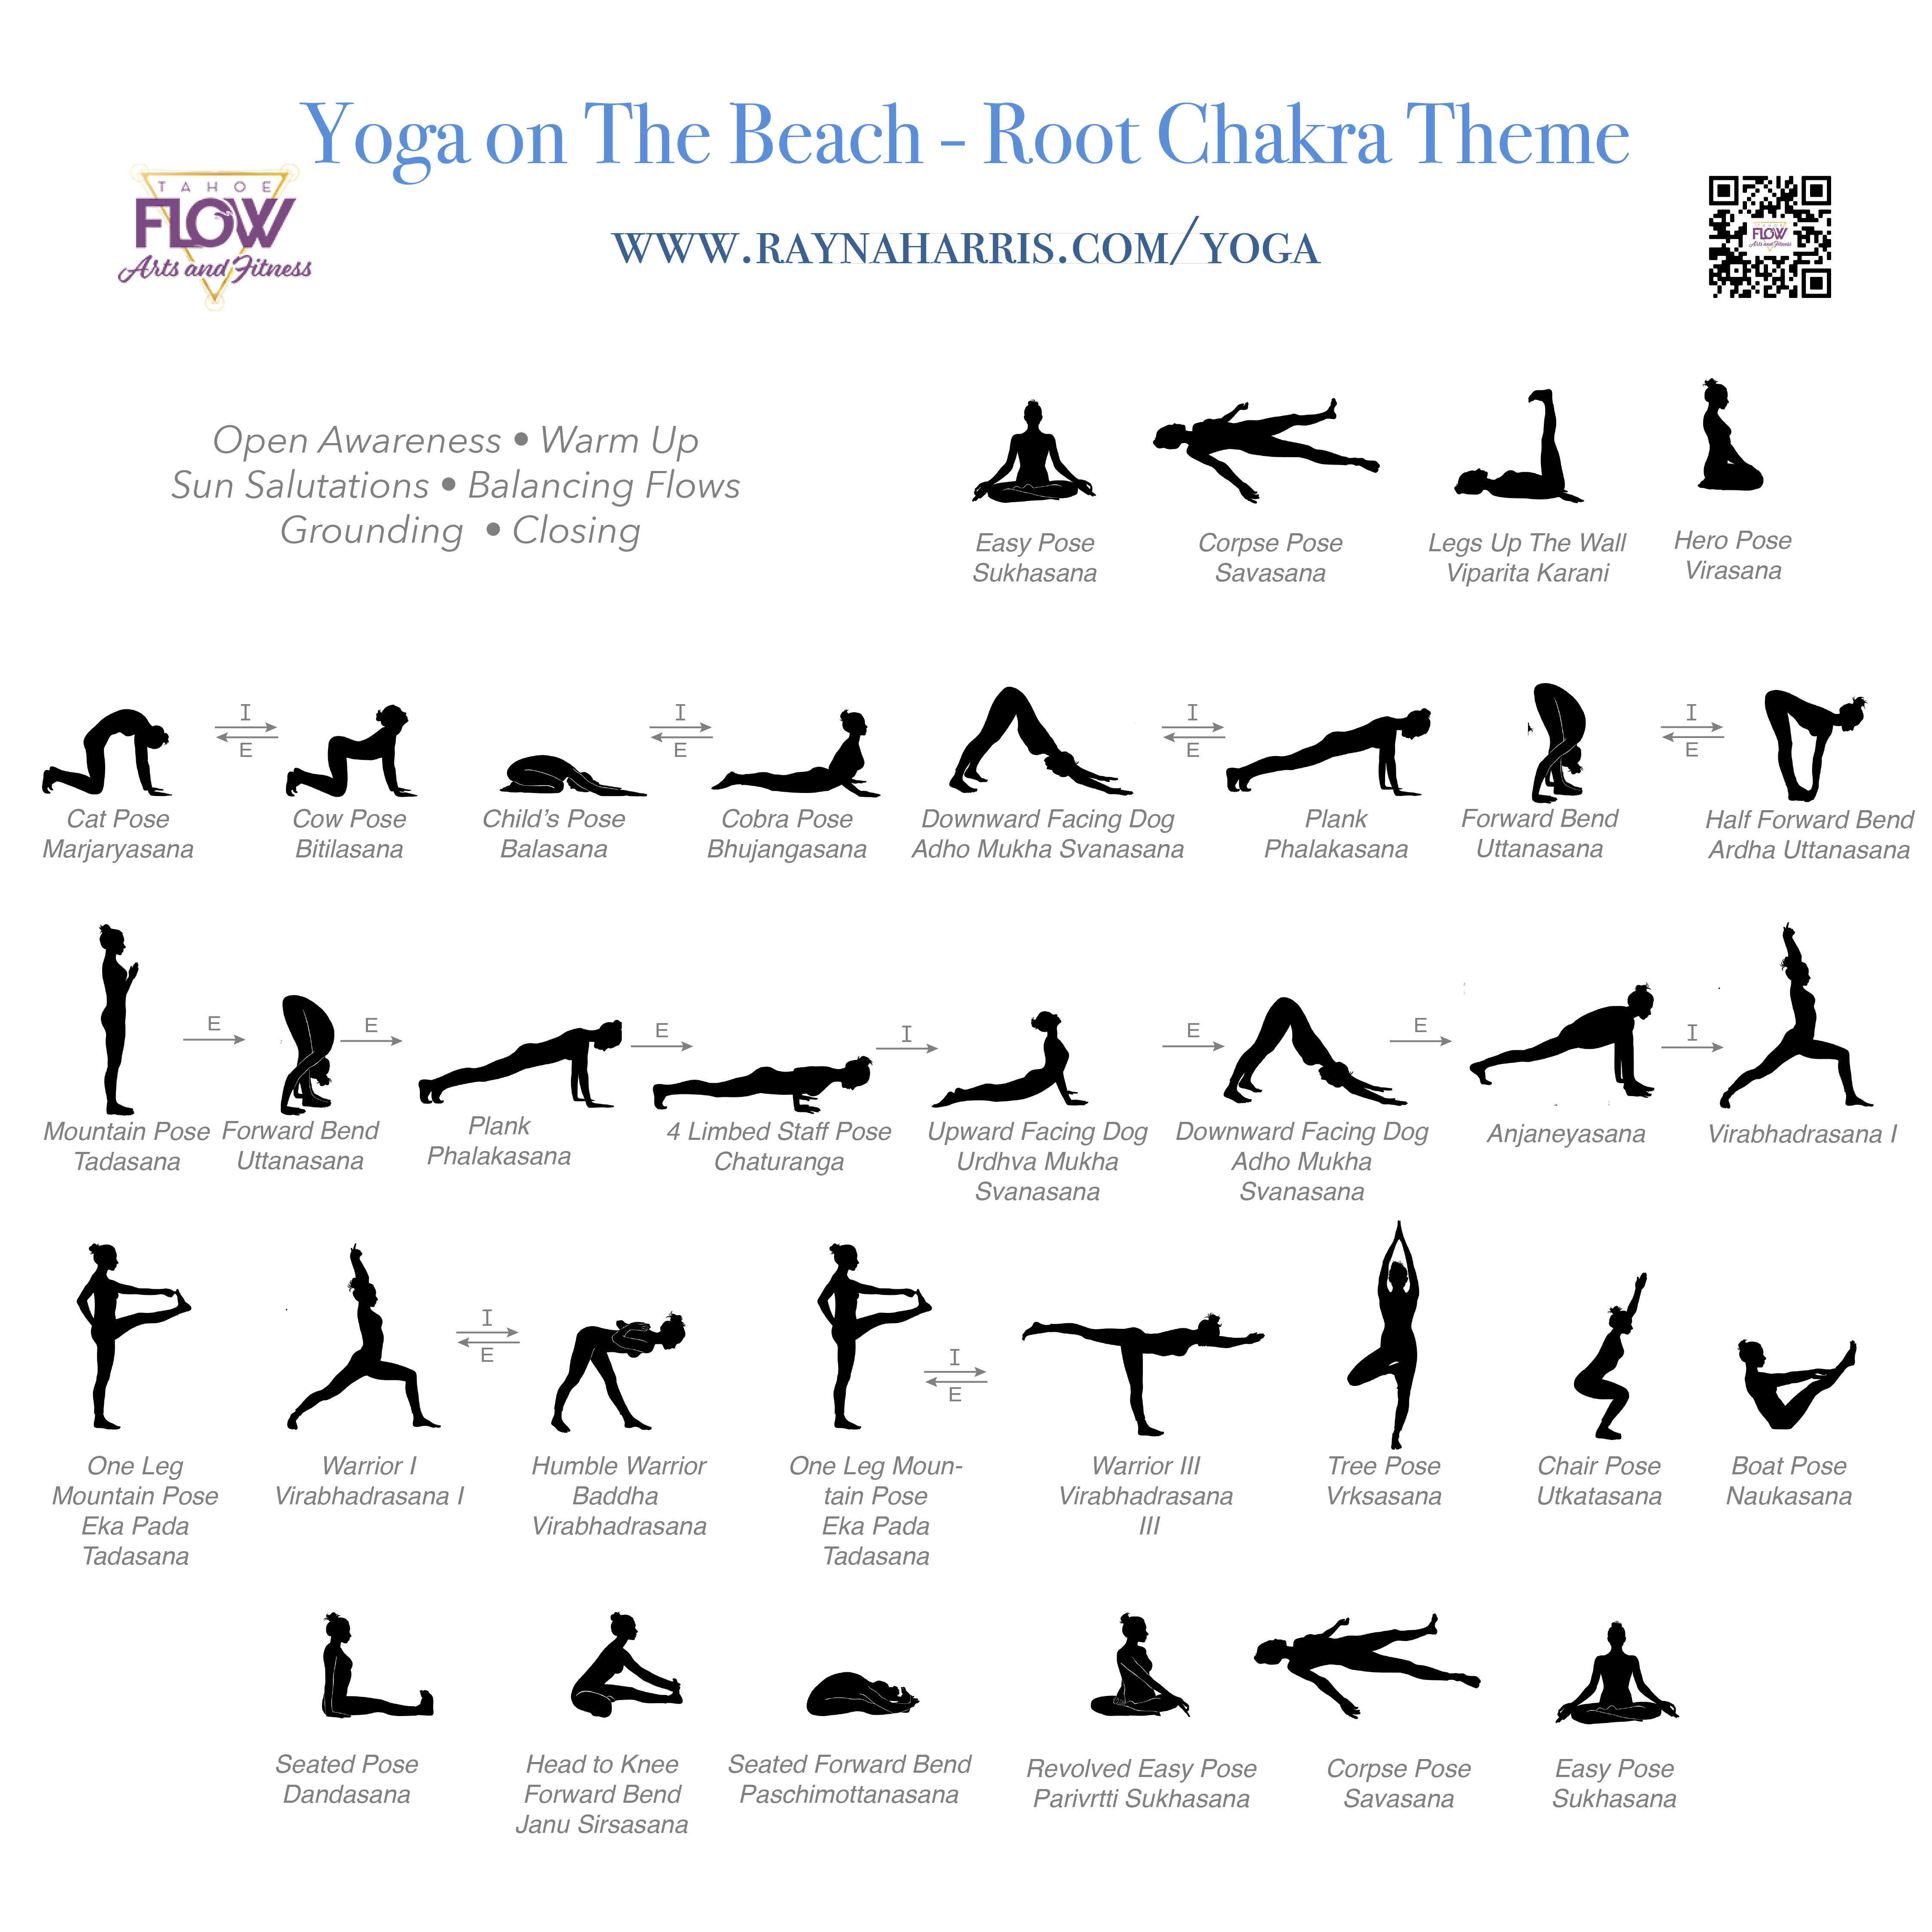 Yoga on The Beach - Root Chakra Theme
TAHOE
FLOW
Arts and Fitness
WWW.RAYNAHARRIS.COM/YOGA
FLOW
Arts and Fitness
Open Awareness • Warm Up
Sun Salutations • Balancing Flows
Grounding • Closing
Easy Pose
Sukhasana
Corpse Pose
Savasana
Legs Up The Wall
Viparita Karani
Hero Pose
Virasana
I
E
I
E
I
E
I
E
Cat Pose
Marjaryasana
Cow Pose
Bitilasana
Child's Pose
Balasana
Cobra Pose
Bhujangasana
Downward Facing Dog
Adho Mukha Svanasana
Plank
Phalakasana
Forward Bend
Uttanasana
Half Forward Bend
Ardha Uttanasana
E
E
E
I
E
E
I
Mountain Pose
Tadasana
Forward Bend
Uttanasana
Plank
Phalakasana
4 Limbed Staff Pose
Chaturanga
Upward Facing Dog
Urdhva Mukha
Svanasana
Downward Facing Dog
Adho Mukha
Svanasana
Anjaneyasana
Virabhadrasana I
I
E
I
E
One Leg
Mountain Pose
Eka Pada
Tadasana
Warrior I
Virabhadrasana I
Humble Warrior
Baddha
Virabhadrasana
One Leg Moun-
tain Pose
Eka Pada
Tadasana
Warrior III
Virabhadrasana
III
Tree Pose
Vrksasana
Chair Pose
Utkatasana
Boat Pose
Naukasana
Seated Pose
Dandasana
Head to Knee
Forward Bend
Janu Sirsasana
Seated Forward Bend
Paschimottanasana
Revolved Easy Pose
Parivrtti Sukhasana
Corpse Pose
Savasana
Easy Pose
Sukhasana